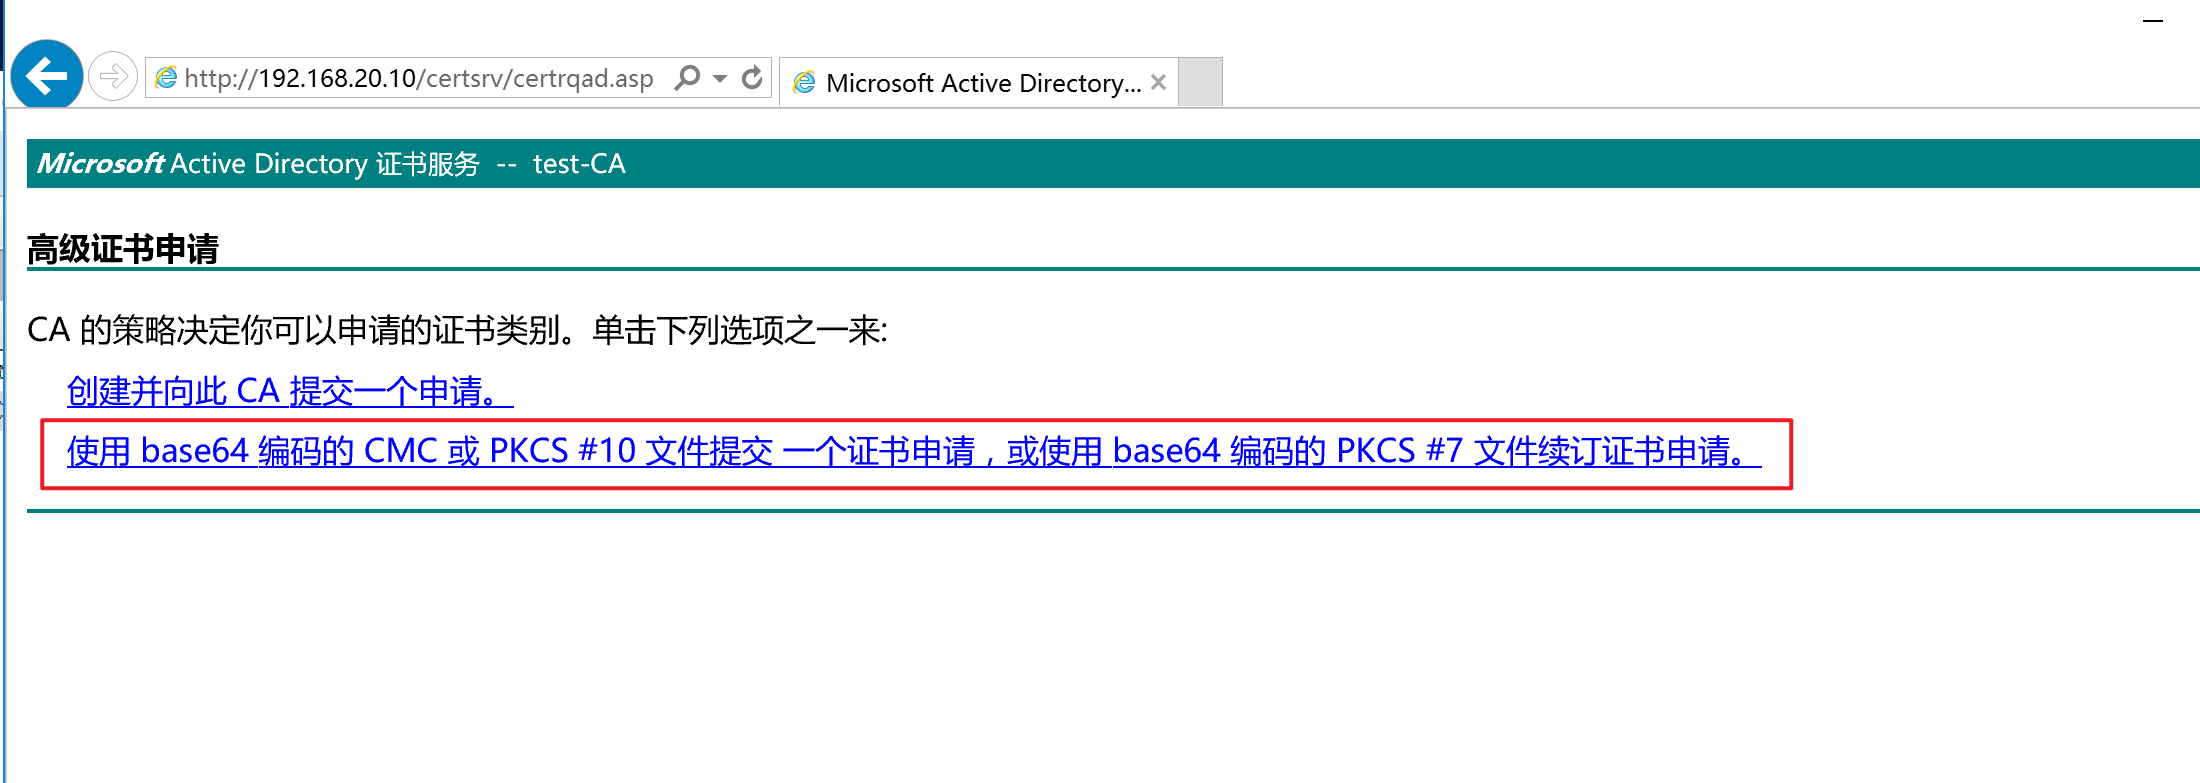 http://192.168.20.10/certsrv/certrqad.asp
Microsoft Active Directory...
Microsoft Active Directory 证书服务 -- test-CA
高级证书申请
CA 的策略决定你可以申请的证书类别。单击下列选项之一来:
创建并向此 CA 提交一个申请。
使用 base64 编码的 CMC 或 PKCS #10 文件提交 一个证书申请，或使用 base64 编码的 PKCS #7 文件续订证书申请。